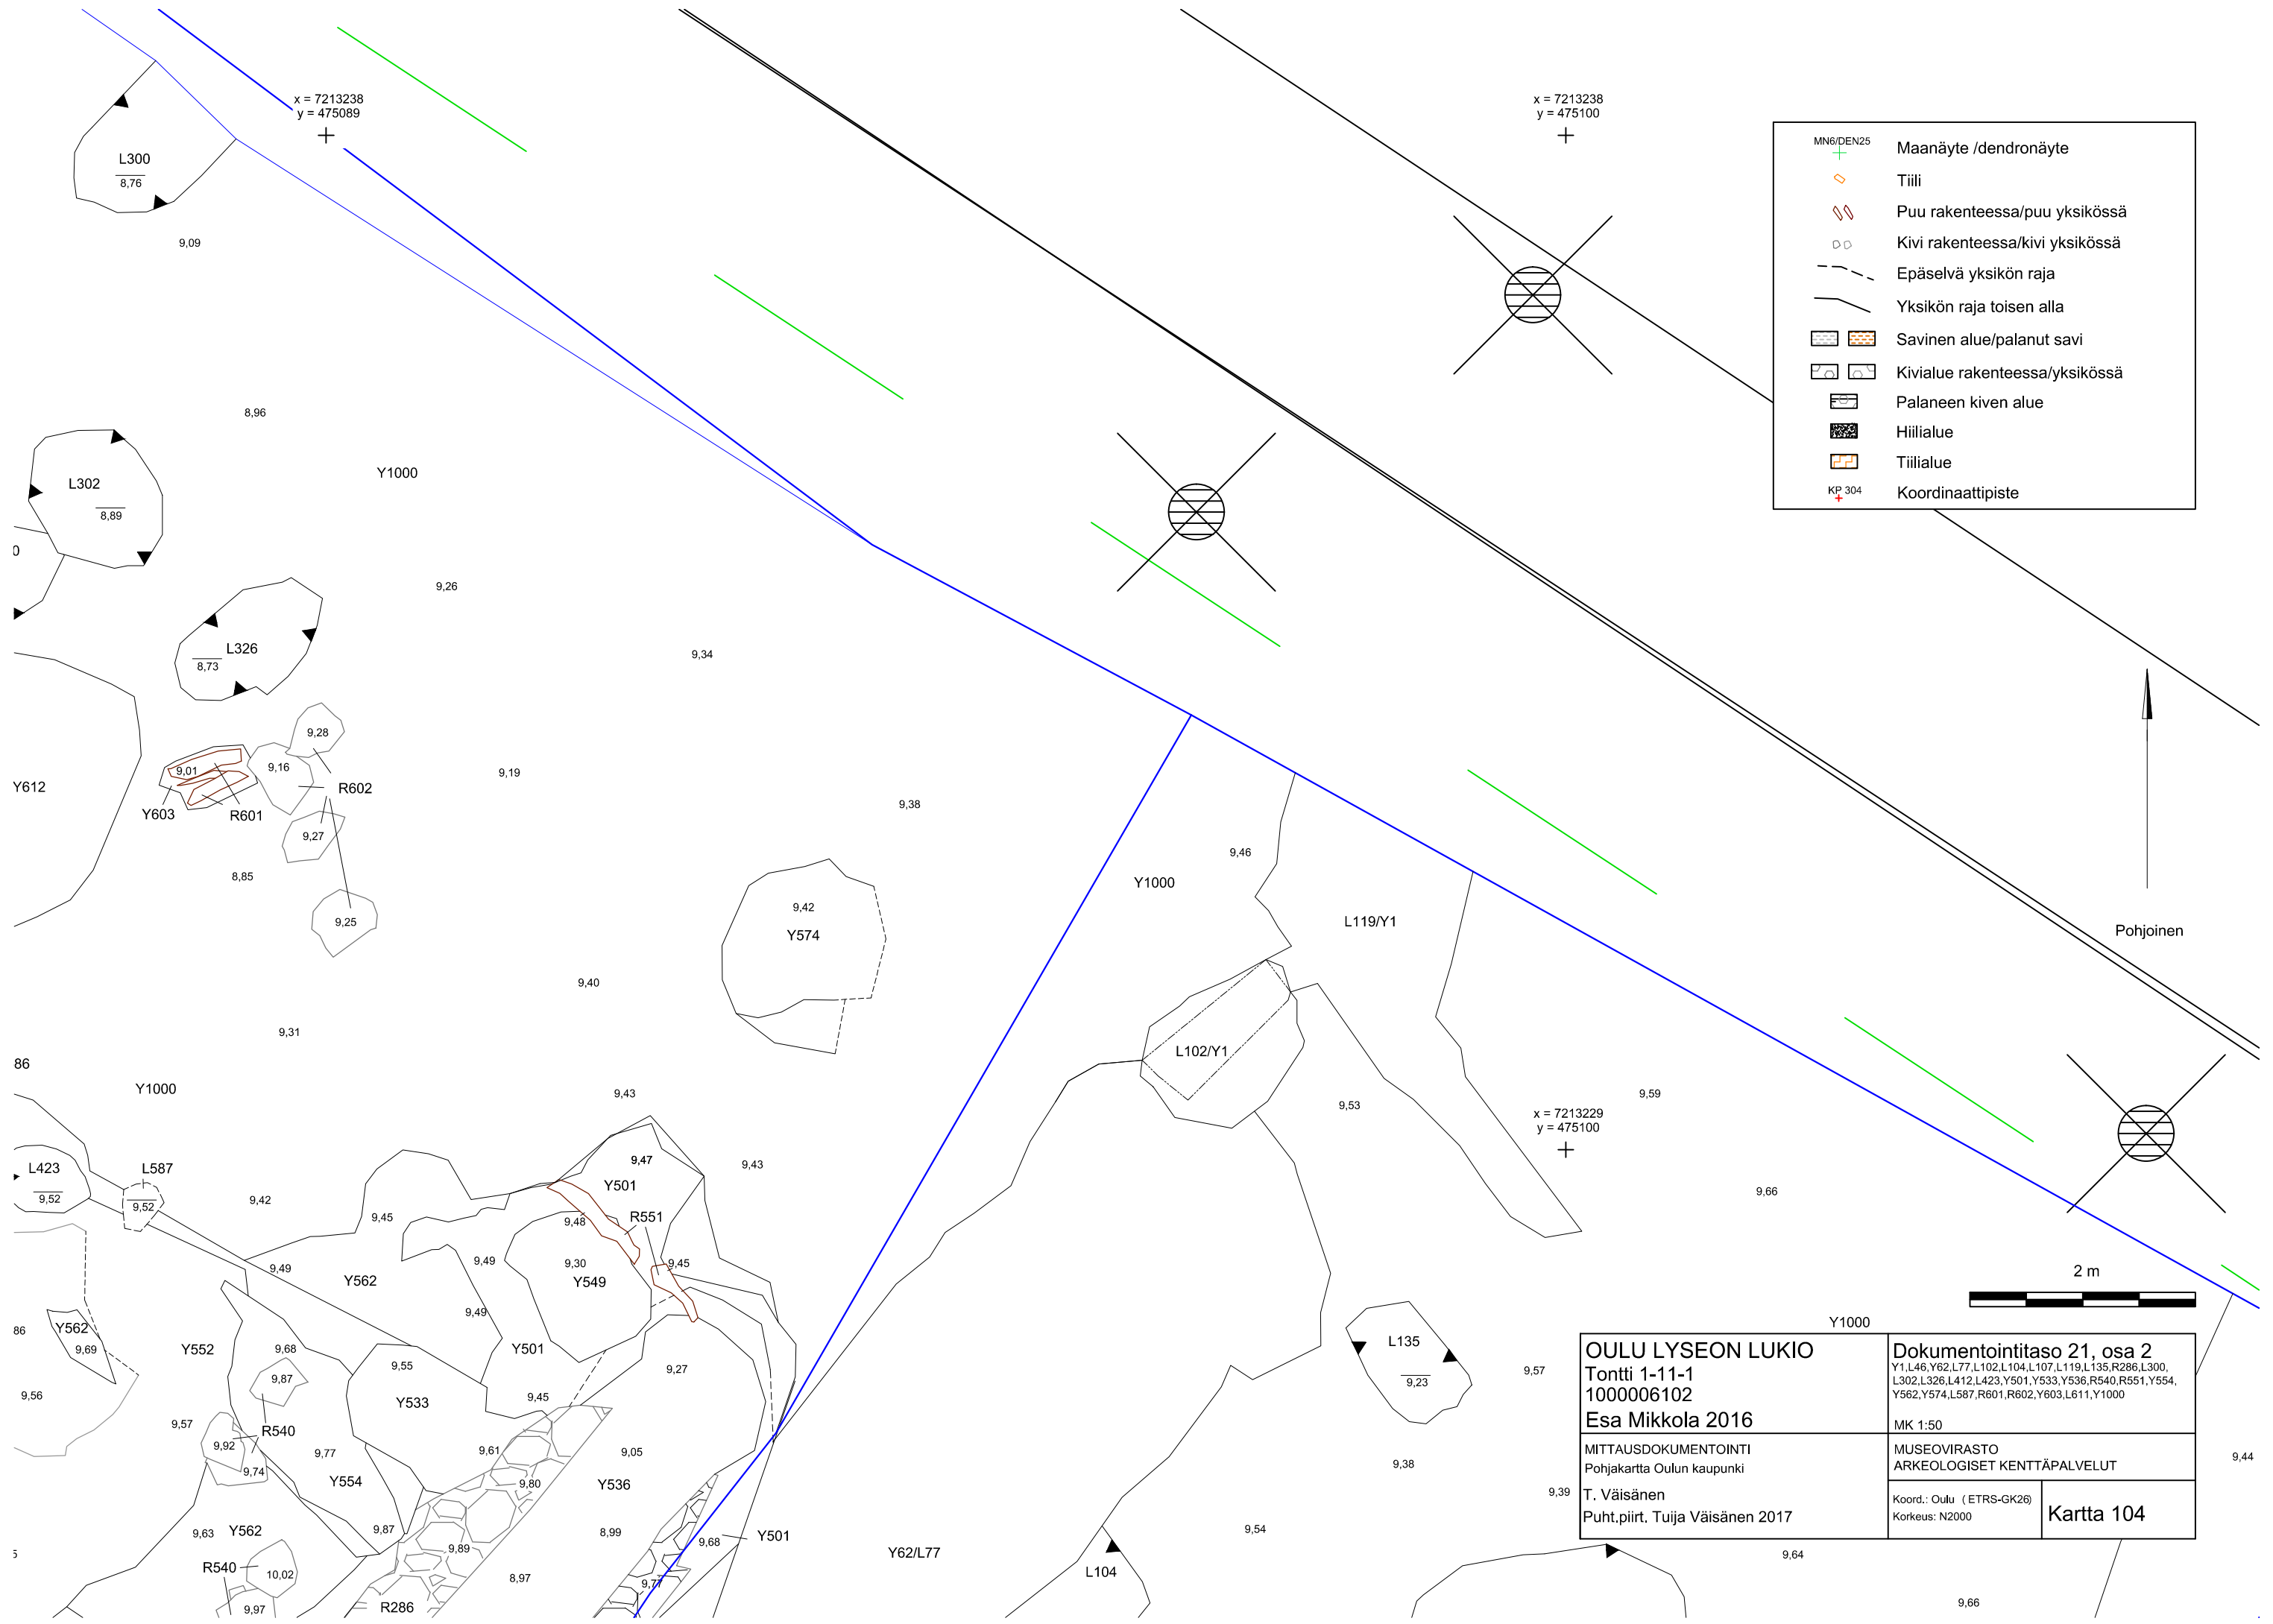 x = 7213238
y = 475089
x = 7213238
y = 475100
MN6/DEN25
Maanäyte /dendronäyte
Tiili
Puu rakenteessa/puu yksikössä
Kivi rakenteessa/kivi yksikössä
Epäselvä yksikön raja
Yksikön raja toisen alla
Savinen alue/palanut savi
Kivialue rakenteessa/yksikössä
Palaneen kiven alue
Hiilialue
Tiilialue
KP 304
Koordinaattipiste
L300
8,76
9,09
8,96
Y1000
L302
8,89
0
9,26
L326
8,73
9,34
9,28
9,01
9,16
9,19
R602
Y612
Y603
R601
9,38
9,27
9,46
8,85
Y1000
9,42
9,25
L119/Y1
Y574
Pohjoinen
9,40
9,31
L102/Y1
86
Y1000
9,43
9,53
9,59
x = 7213229
y = 475100
9,47
9,43
L423
L587
9,52
9,52
9,42
Y501
9,66
9,45
9,48
R551
9,49
9,49
9,30
9,45
Y562
Y549
2 m
9,49
Y1000
86
Y562
9,69
Y552
9,68
Y501
L135
9,55
9,27
9,57
9,23
9,87
9,56
Y533
9,45
9,57
R540
9,92
9,77
9,61
9,05
9,74
Y554
9,80
Y536
9,38
9,39
9,44
9,63
Y562
9,87
8,99
9,68
Y501
9,54
5
9,89
Y62/L77
9,64
R540
10,02
8,97
9,77
L104
9,97
R286
9,66
OULU LYSEON LUKIO
Tontti 1-11-1
1000006102
Esa Mikkola 2016
Dokumentointitaso 21, osa 2
Y1,L46,Y62,L77,L102,L104,L107,L119,L135,R286,L300,
L302,L326,L412,L423,Y501,Y533,Y536,R540,R551,Y554,
Y562,Y574,L587,R601,R602,Y603,L611,Y1000
MK 1:50
MITTAUSDOKUMENTOINTI
Pohjakartta Oulun kaupunki
T. Väisänen
Puht.piirt. Tuija Väisänen 2017
MUSEOVIRASTO
ARKEOLOGISET KENTTÄPALVELUT
Koord.: Oulu ( ETRS-GK26)
Korkeus: N2000
Kartta 104